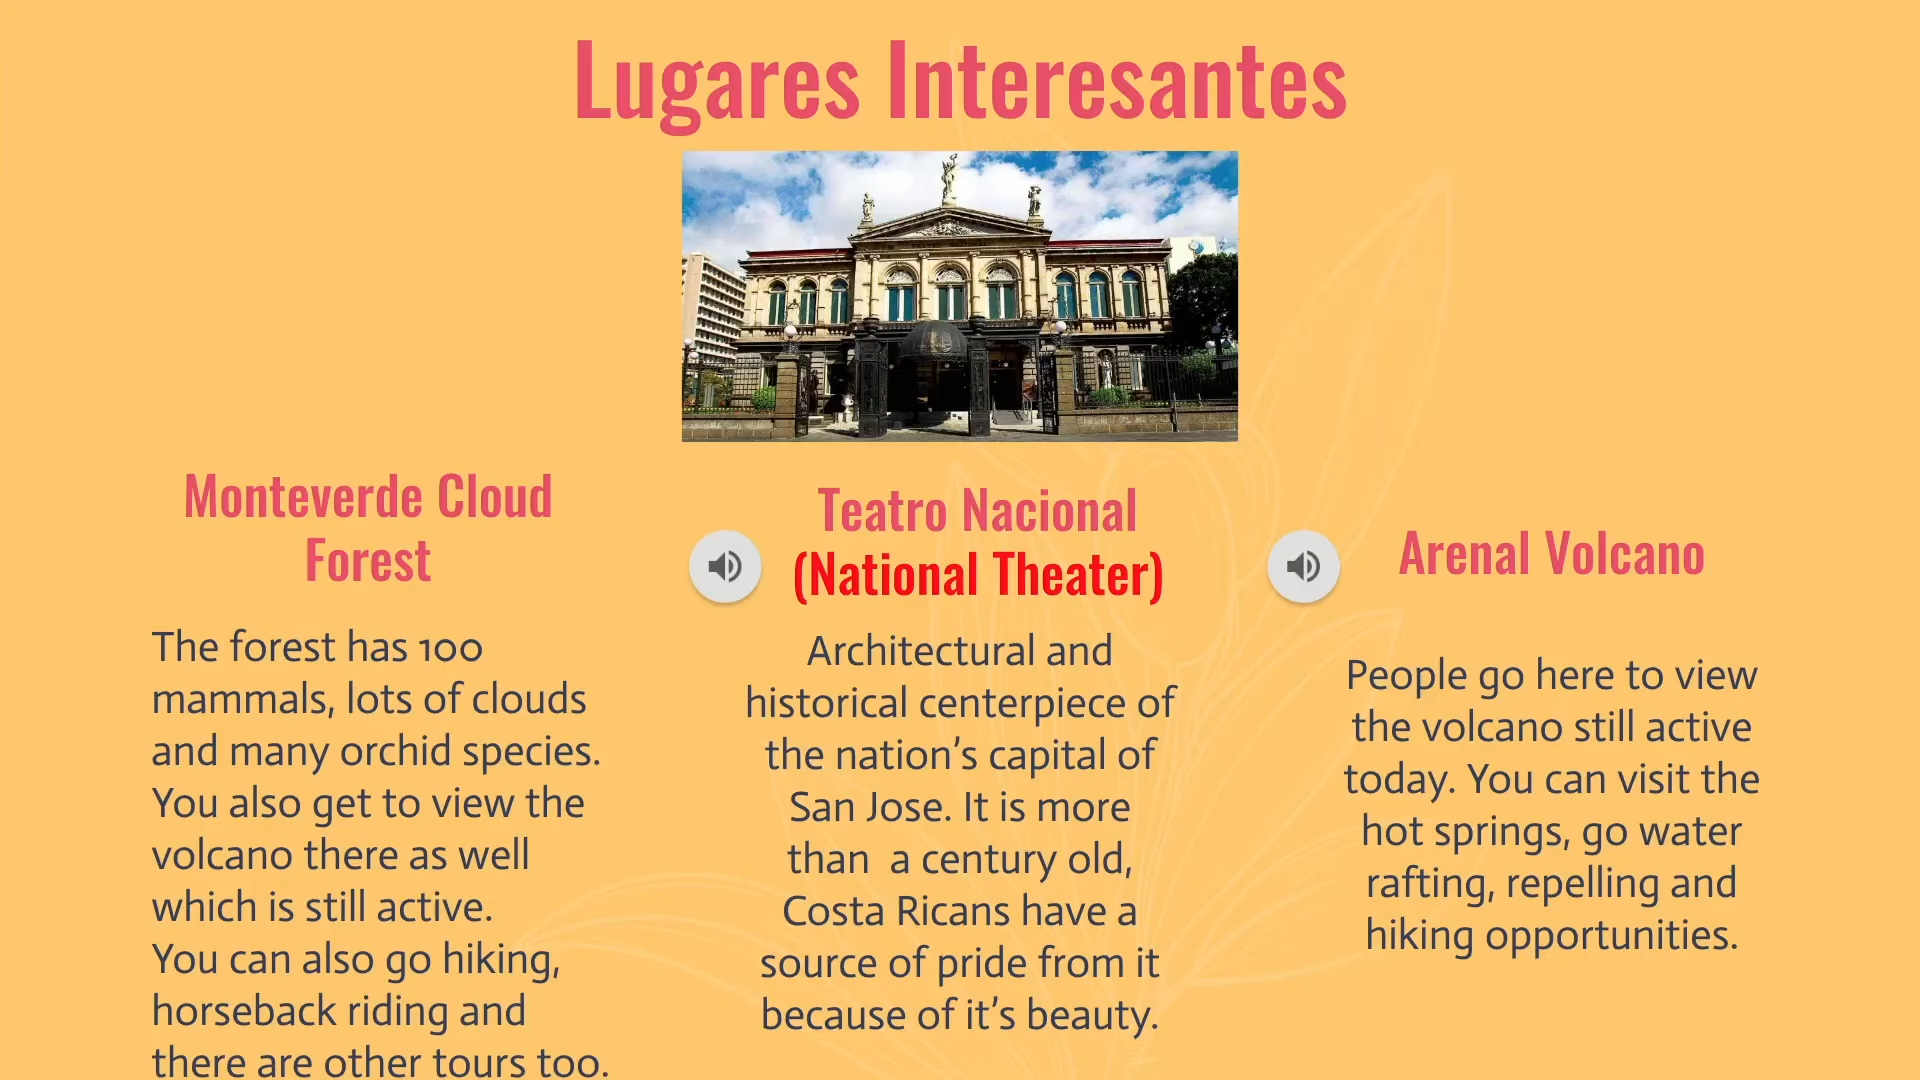 Lugares Interesantes
Monteverde Cloud
Forest
The forest has 100
mammals, lots of clouds
and many orchid species.
You also get to view the
volcano there as well
which is still active.
You can also go hiking,
horseback riding and
there are other tours too.
Teatro Nacional
(National Theater)
Architectural and
historical centerpiece of
the nation’s capital of
San Jose. It is more
than  a century old,
Costa Ricans have a
source of pride from it
because of it’s beauty.
Arenal Volcano
People go here to view
the volcano still active
today. You can visit the
hot springs, go water
rafting, repelling and
hiking opportunities.